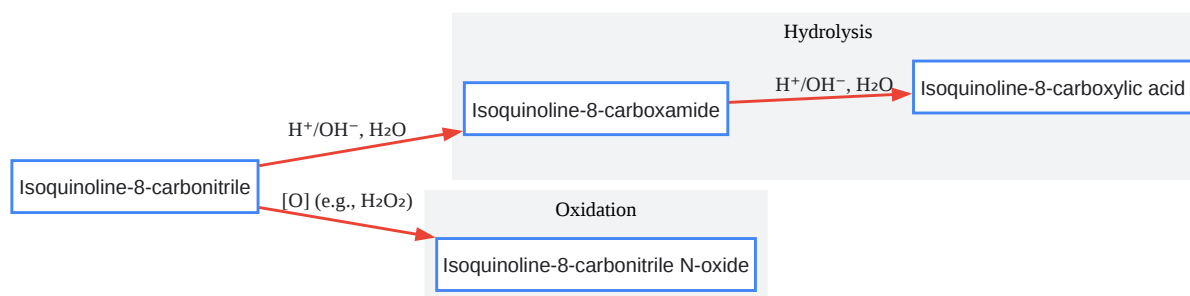 Hydrolysis
H⁺/OH⁻, H₂O
Isoquinoline-8-carboxylic acid
Isoquinoline-8-carboxamide
H⁺/OH⁻, H₂O
Isoquinoline-8-carbonitrile
[O] (e.g., H₂O₂)
Oxidation
Isoquinoline-8-carbonitrile N-oxide